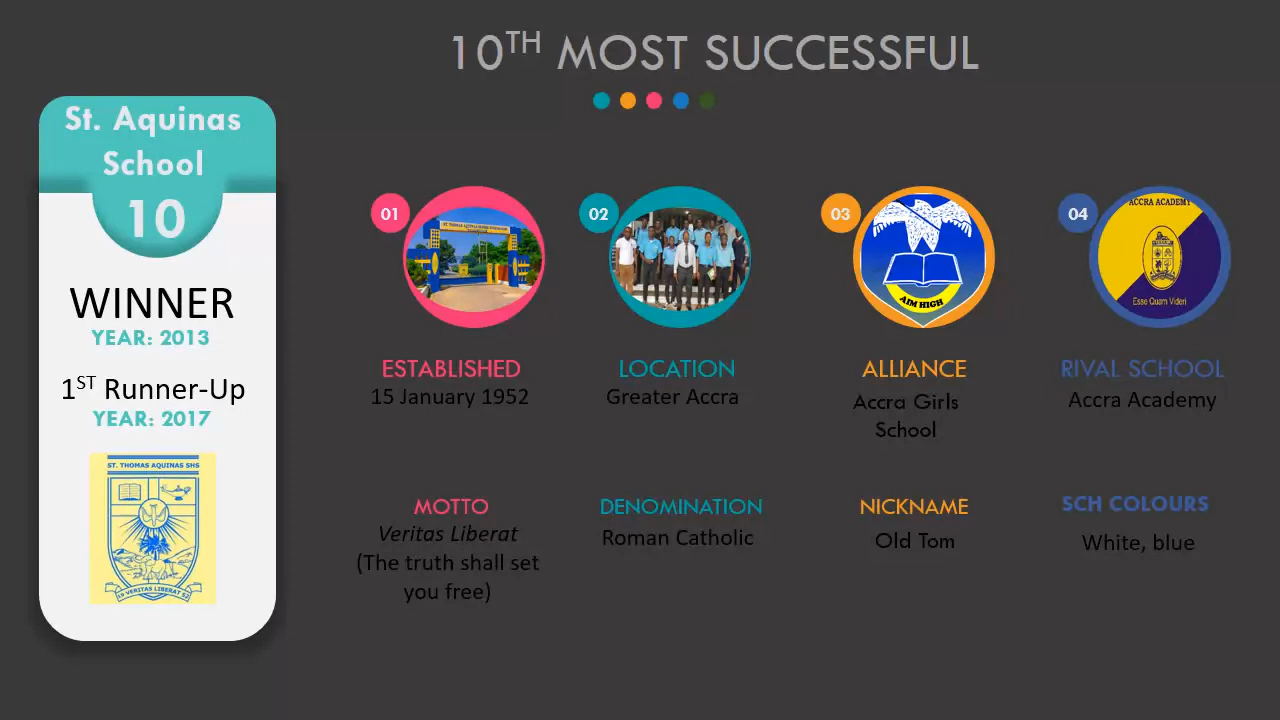 10TH MOST SUCCESSFUL
St. Aquinas
School
10
WINNER
YEAR: 2013
1ST Runner-Up
YEAR: 2017
ST. THOMAS AQUINAS SHS
19 VERITAS LIBERAT 52
01
02
03
04
AIM HIGH
ACCRA ACADEMY
Esse Quam Videri
ESTABLISHED
15 January 1952
LOCATION
Greater Accra
ALLIANCE
Accra Girls
School
RIVAL SCHOOL
Accra Academy
MOTTO
Veritas Liberat
(The truth shall set
you free)
DENOMINATION
Roman Catholic
NICKNAME
Old Tom
SCH COLOURS
White, blue